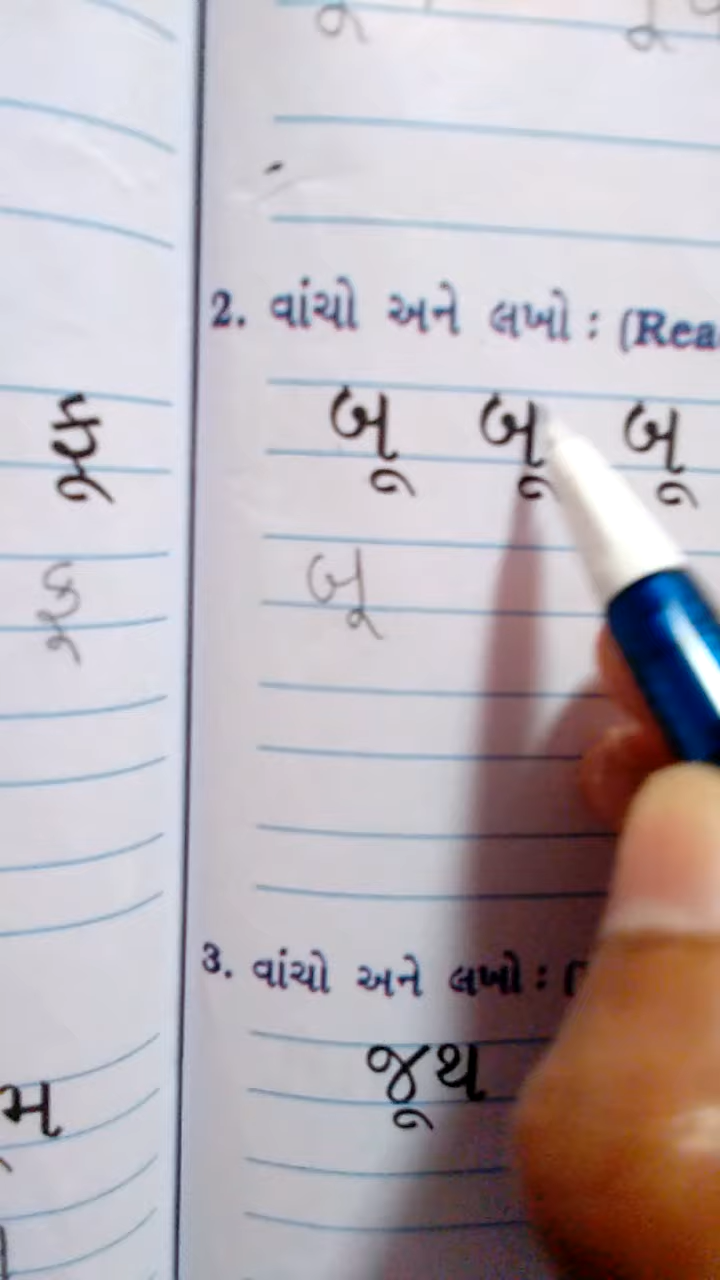 2. વાંચો અને લખો : (Rea
બૂ બૂ બૂ
બૂ
3. વાંચો અને લખો : (
જૂથ